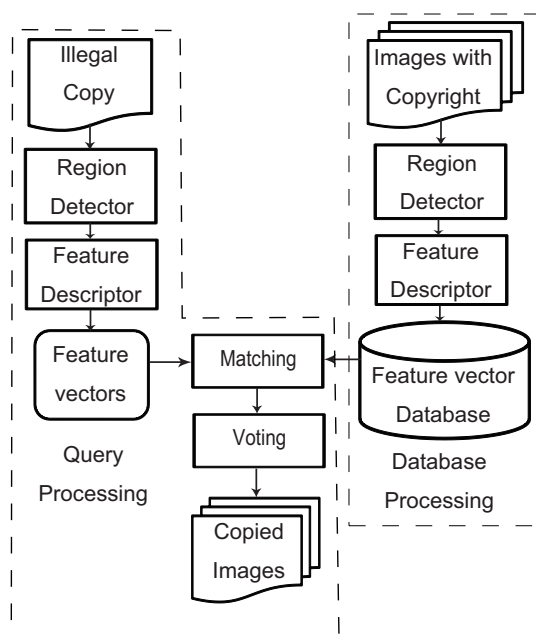 Illegal
Copy
Region
Detector
Feature
Descriptor
Feature
vectors
Query
Processing
Matching
Voting
Copied
Images
Images with
Copyright
Region
Detector
Feature
Descriptor
Feature vector
Database
Database
Processing